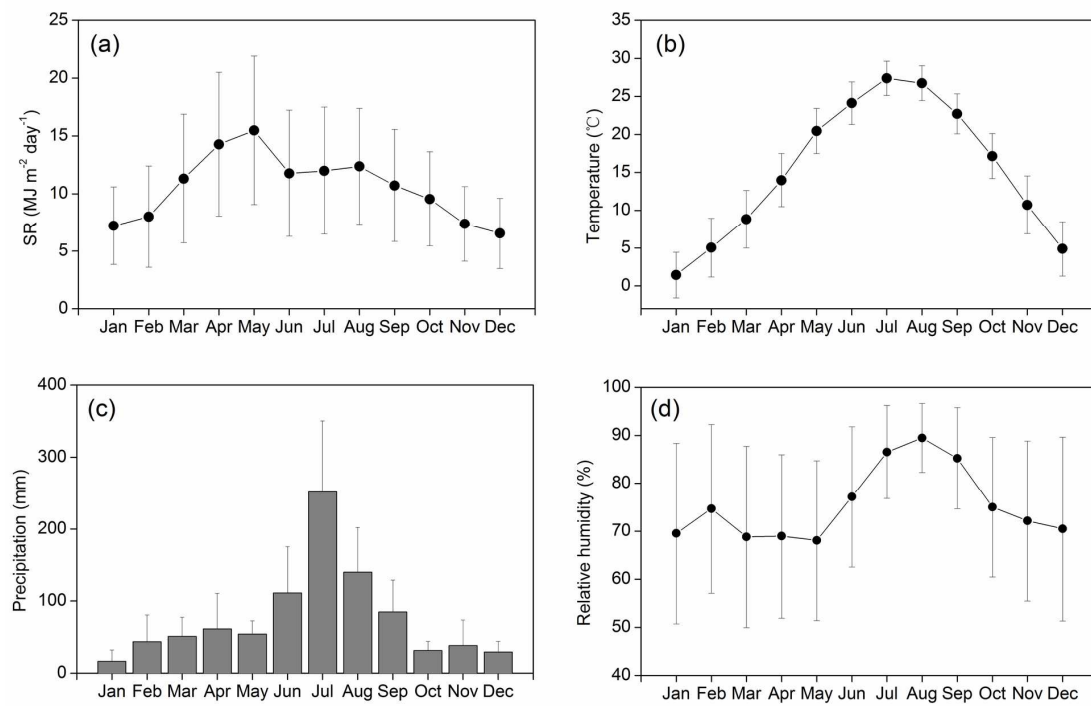 (a)
25
20
15
10
5
0
SR (MJ m⁻² day⁻¹)
Jan Feb Mar Apr May Jun Jul Aug Sep Oct Nov Dec
(b)
35
30
25
20
15
10
5
0
Temperature (℃)
Jan Feb Mar Apr May Jun Jul Aug Sep Oct Nov Dec
(c)
400
300
200
100
0
Precipitation (mm)
Jan Feb Mar Apr May Jun Jul Aug Sep Oct Nov Dec
(d)
100
90
80
70
60
50
40
Relative humidity (%)
Jan Feb Mar Apr May Jun Jul Aug Sep Oct Nov Dec